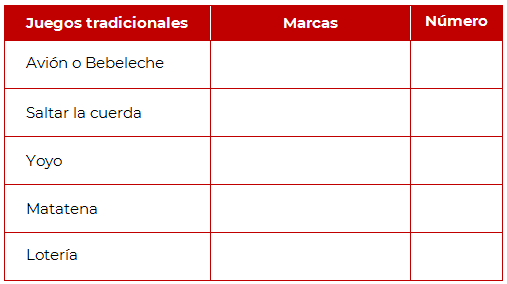 Juegos tradicionales Marcas Número
Avión o Bebeleche
Saltar la cuerda
Yoyo
Matatena
Lotería